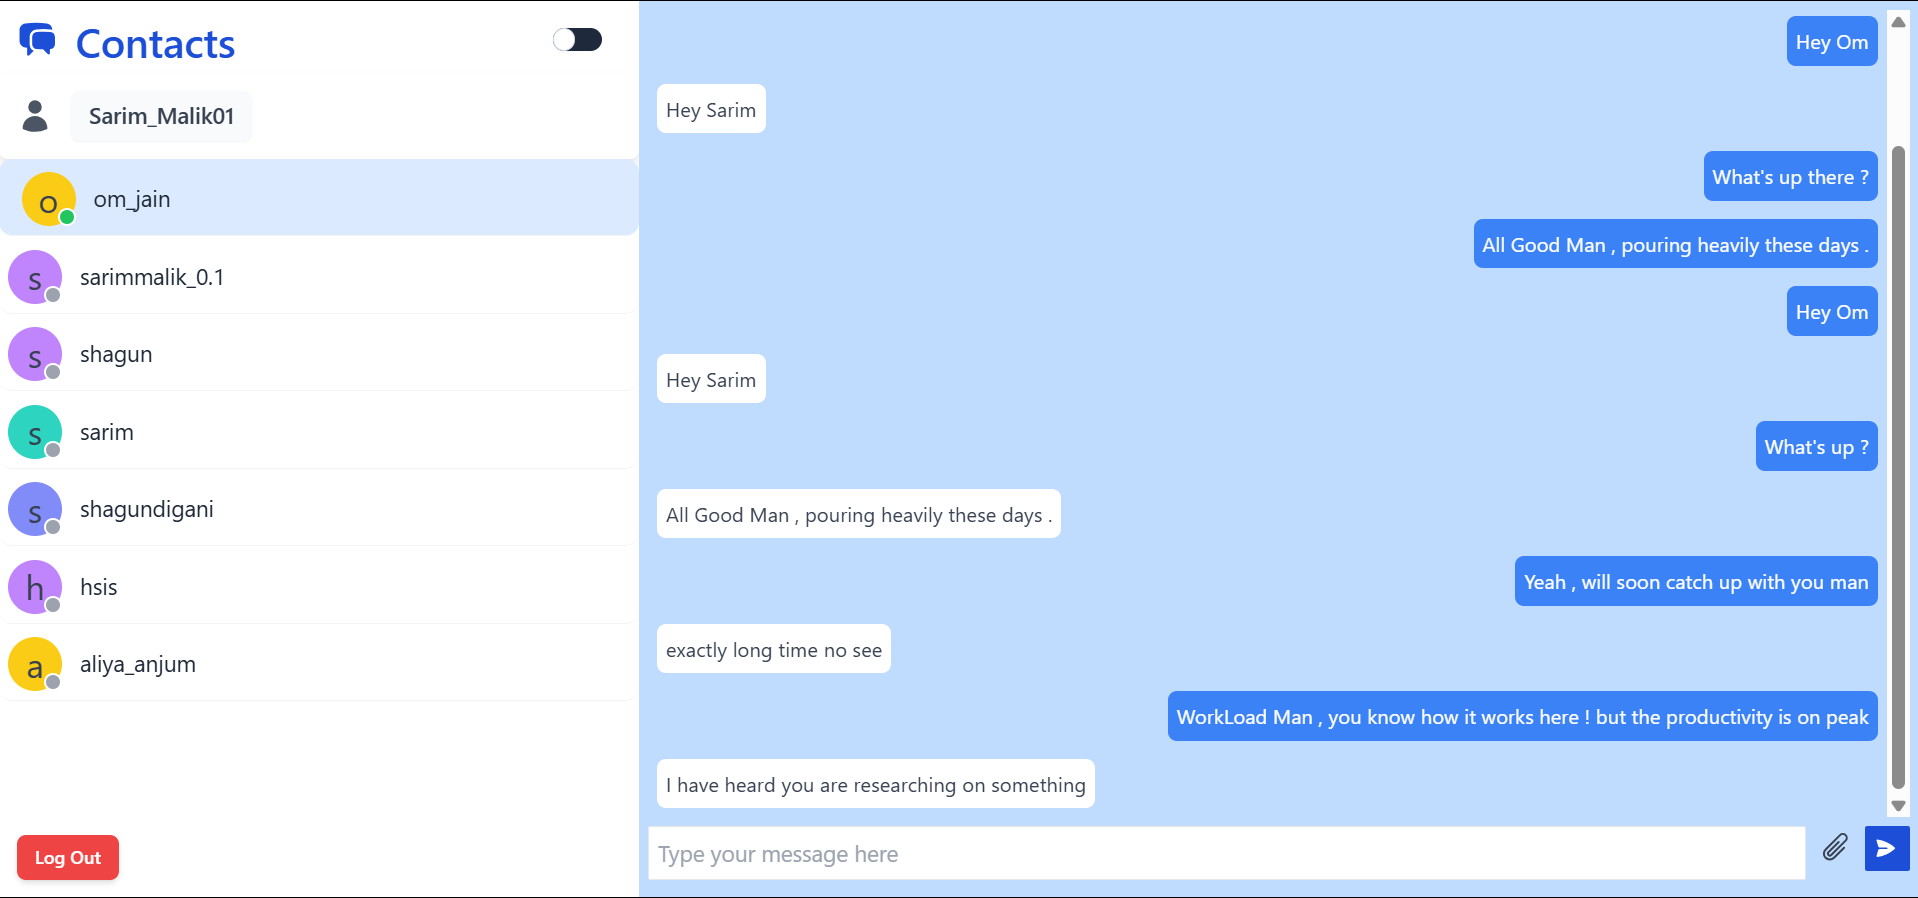 Contacts
Sarim_Malik01
o om_jain
s sarimmalik_0.1
s shagun
s sarim
s shagundigani
h hsis
a aliya_anjum
Log Out
Hey Om
Hey Sarim
What's up there ?
All Good Man , pouring heavily these days .
Hey Om
Hey Sarim
What's up ?
All Good Man , pouring heavily these days .
Yeah , will soon catch up with you man
exactly long time no see
WorkLoad Man , you know how it works here ! but the productivity is on peak
I have heard you are researching on something
Type your message here